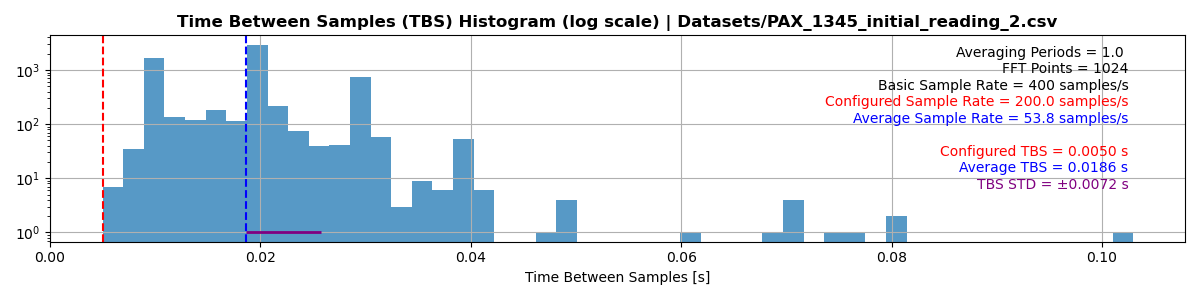 Time Between Samples (TBS) Histogram (log scale) | Datasets/PAX_1345_initial_reading_2.csv
Averaging Periods = 1.0
FFT Points = 1024
Basic Sample Rate = 400 samples/s
Configured Sample Rate = 200.0 samples/s
Average Sample Rate = 53.8 samples/s
Configured TBS = 0.0050 s
Average TBS = 0.0186 s
TBS STD = ±0.0072 s
10³
10²
10¹
10⁰
0.00 0.02 0.04 0.06 0.08 0.10
Time Between Samples [s]